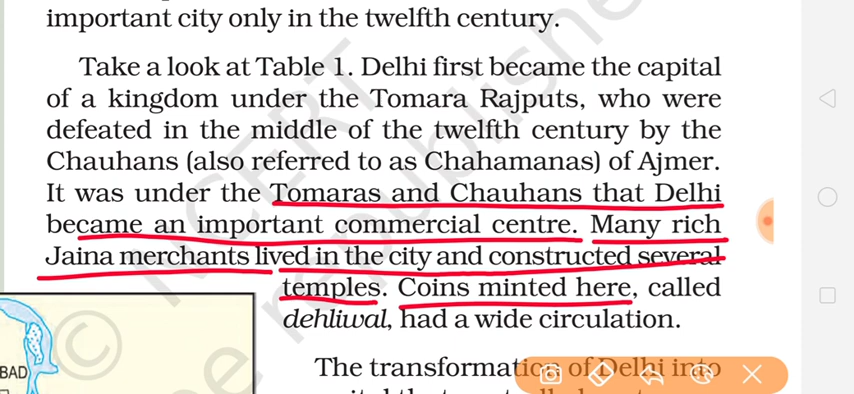 important city only in the twelfth century.
Take a look at Table 1. Delhi first became the capital
of a kingdom under the Tomara Rajputs, who were
defeated in the middle of the twelfth century by the
Chauhans (also referred to as Chahamanas) of Ajmer.
It was under the Tomaras and Chauhans that Delhi
became an important commercial centre. Many rich
Jaina merchants lived in the city and constructed several
temples. Coins minted here, called
dehliwal, had a wide circulation.
BAD
The transformation of Delhi into
© NCERT